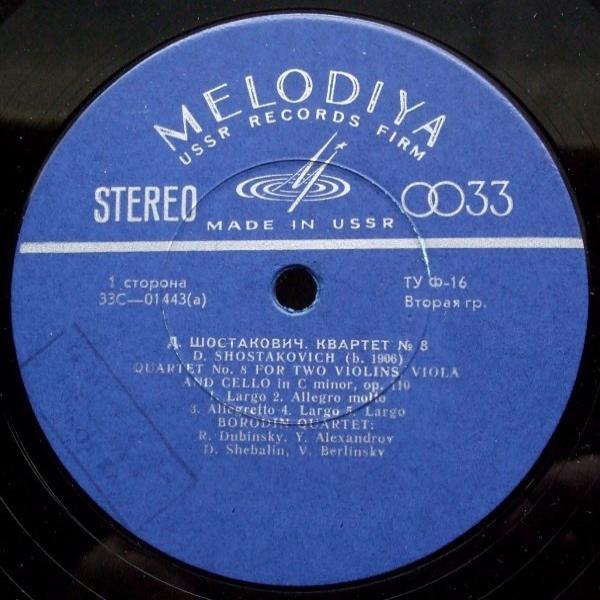 MELODIYA
USSR RECORDS FIRM
STEREO
33
MADE IN USSR
1 сторона
33С—01443(a)
ТУ Ф-16
Вторая гр.
Д. ШОСТАКОВИЧ. КВАРТЕТ № 8
D. SHOSTAKOVICH (b. 1906)
QUARTET No. 8 FOR TWO VIOLINS, VIOLA
AND CELLO in C minor, op. 110
1. Largo 2. Allegro molto
3. Allegretto 4. Largo 5. Largo
BORODIN QUARTET:
R. Dubinsky, Y. Alexandrov
D. Shebalin, V. Berlinsky